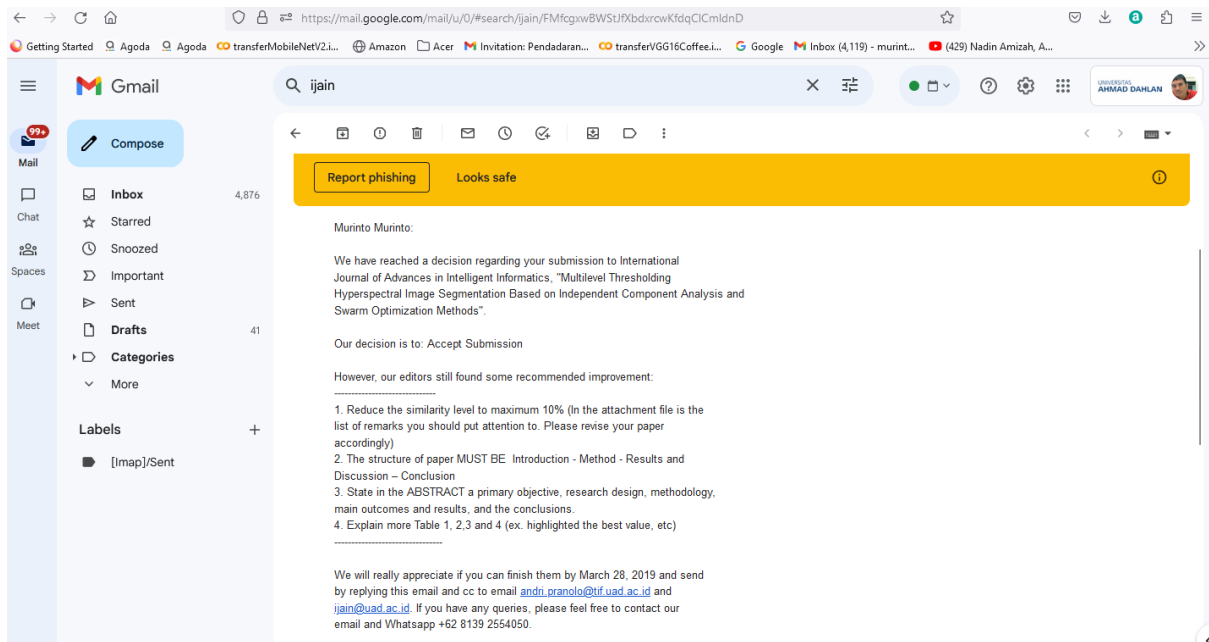 https://mail.google.com/mail/u/0/#search/ijain/FMfcgxwBWStJfXbdxrcwKfdqClCmldnD
Getting Started Agoda Agoda transferMobileNetV2.i... Amazon Acer Invitation: Pendadaran... transferVGG16Coffee.i... Google Inbox (4,119) - murint... (429) Nadin Amizah, A...
Gmail
ijain
UNIVERSITAS
AHMAD DAHLAN
99+
Mail
Chat
Spaces
Meet
Compose
Inbox 4,876
Starred
Snoozed
Important
Sent
Drafts 41
Categories
More
Labels
[Imap]/Sent
Report phishing Looks safe
Murinto Murinto:
We have reached a decision regarding your submission to International
Journal of Advances in Intelligent Informatics, "Multilevel Thresholding
Hyperspectral Image Segmentation Based on Independent Component Analysis and
Swarm Optimization Methods".
Our decision is to: Accept Submission
However, our editors still found some recommended improvement:
------------------------------
1. Reduce the similarity level to maximum 10% (In the attachment file is the
list of remarks you should put attention to. Please revise your paper
accordingly)
2. The structure of paper MUST BE Introduction - Method - Results and
Discussion – Conclusion
3. State in the ABSTRACT a primary objective, research design, methodology,
main outcomes and results, and the conclusions.
4. Explain more Table 1, 2,3 and 4 (ex. highlighted the best value, etc)
--------------------------------
We will really appreciate if you can finish them by March 28, 2019 and send
by replying this email and cc to email andri.pranolo@tif.uad.ac.id and
ijain@uad.ac.id. If you have any queries, please feel free to contact our
email and Whatsapp +62 8139 2554050.